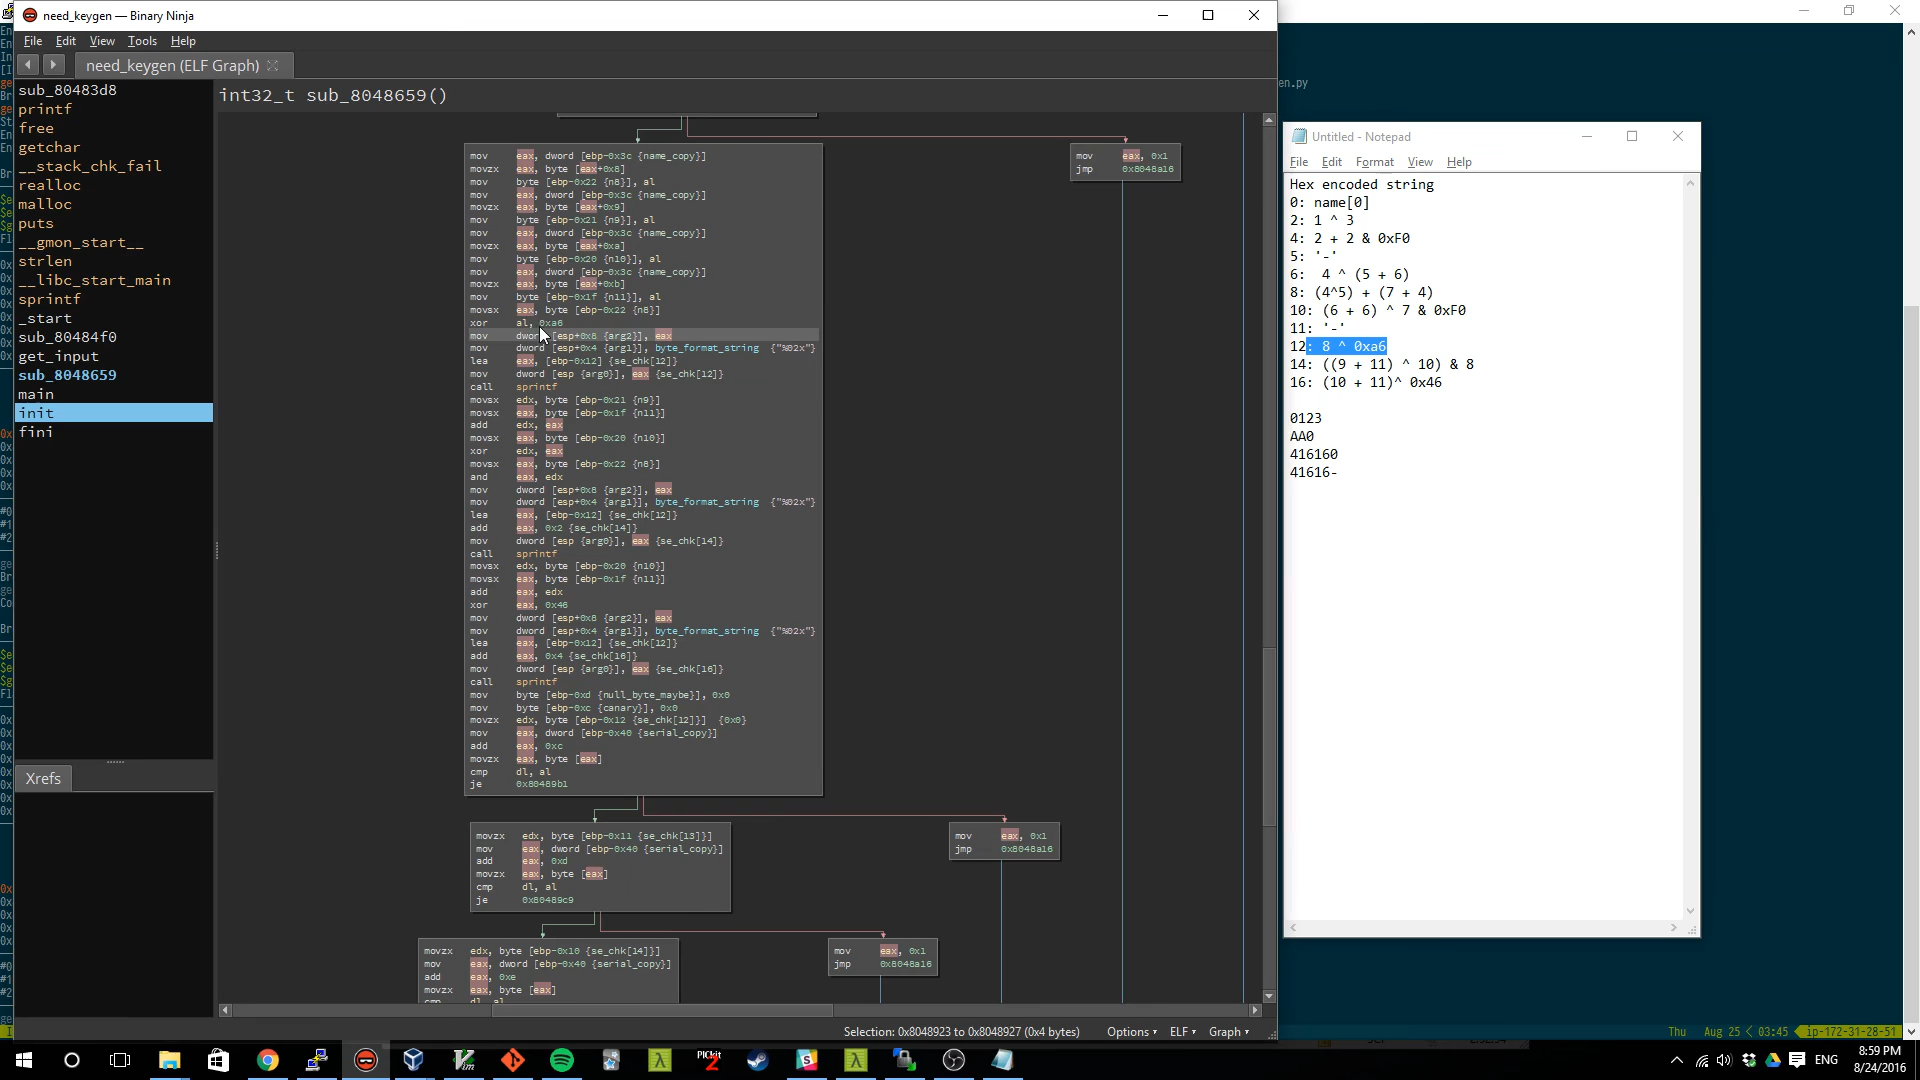 need_keygen — Binary Ninja
File Edit View Tools Help
need_keygen (ELF Graph)
sub_80483d8
printf
free
getchar
__stack_chk_fail
realloc
malloc
puts
__gmon_start__
strlen
__libc_start_main
sprintf
_start
sub_80484f0
get_input
sub_8048659
main
init
fini
Xrefs
int32_t sub_8048659()
mov eax, dword [ebp-0x3c {name_copy}]
movzx eax, byte [eax+0x8]
mov byte [ebp-0x22 {n8}], al
mov eax, dword [ebp-0x3c {name_copy}]
movzx eax, byte [eax+0x9]
mov byte [ebp-0x21 {n9}], al
mov eax, dword [ebp-0x3c {name_copy}]
movzx eax, byte [eax+0xa]
mov byte [ebp-0x20 {n10}], al
mov eax, dword [ebp-0x3c {name_copy}]
movzx eax, byte [eax+0xb]
mov byte [ebp-0x1f {n11}], al
movsx eax, byte [ebp-0x22 {n8}]
xor al, 0xa6
mov dword [esp+0x8 {arg2}], eax
mov dword [esp+0x4 {arg1}], byte_format_string {"%02x"}
lea eax, [ebp-0x12] {se_chk[12]}
mov dword [esp {arg0}], eax {se_chk[12]}
call sprintf
movsx edx, byte [ebp-0x21 {n9}]
movsx eax, byte [ebp-0x1f {n11}]
add edx, eax
movsx eax, byte [ebp-0x20 {n10}]
xor edx, eax
movsx eax, byte [ebp-0x22 {n8}]
and eax, edx
mov dword [esp+0x8 {arg2}], eax
mov dword [esp+0x4 {arg1}], byte_format_string {"%02x"}
lea eax, [ebp-0x12] {se_chk[12]}
add eax, 0x2 {se_chk[14]}
mov dword [esp {arg0}], eax {se_chk[14]}
call sprintf
movsx edx, byte [ebp-0x20 {n10}]
movsx eax, byte [ebp-0x1f {n11}]
add eax, edx
xor eax, 0x46
mov dword [esp+0x8 {arg2}], eax
mov dword [esp+0x4 {arg1}], byte_format_string {"%02x"}
lea eax, [ebp-0x12] {se_chk[12]}
add eax, 0x4 {se_chk[16]}
mov dword [esp {arg0}], eax {se_chk[16]}
call sprintf
mov byte [ebp-0xd {null_byte_maybe}], 0x0
mov byte [ebp-0xc {canary}], 0x0
movzx edx, byte [ebp-0x12 {se_chk[12]}] {0x0}
mov eax, dword [ebp-0x40 {serial_copy}]
add eax, 0xc
movzx eax, byte [eax]
cmp dl, al
je 0x80489b1
mov eax, 0x1
jmp 0x8048a16
movzx edx, byte [ebp-0x11 {se_chk[13]}]
mov eax, dword [ebp-0x40 {serial_copy}]
add eax, 0xd
movzx eax, byte [eax]
cmp dl, al
je 0x80489c9
mov eax, 0x1
jmp 0x8048a16
movzx edx, byte [ebp-0x10 {se_chk[14]}]
mov eax, dword [ebp-0x40 {serial_copy}]
add eax, 0xe
movzx eax, byte [eax]
cmp dl, al
mov eax, 0x1
jmp 0x8048a16
Selection: 0x8048923 to 0x8048927 (0x4 bytes) Options ELF Graph
en.py
Untitled - Notepad
File Edit Format View Help
Hex encoded string
0: name[0]
2: 1 ^ 3
4: 2 + 2 & 0xF0
5: '-'
6: 4 ^ (5 + 6)
8: (4^5) + (7 + 4)
10: (6 + 6) ^ 7 & 0xF0
11: '-'
12: 8 ^ 0xa6
14: ((9 + 11) ^ 10) & 8
16: (10 + 11)^ 0x46
0123
AA0
416160
41616-
Thu Aug 25 < 03:45 ip-172-31-28-51
PICkit
2
ENG
8:59 PM
8/24/2016